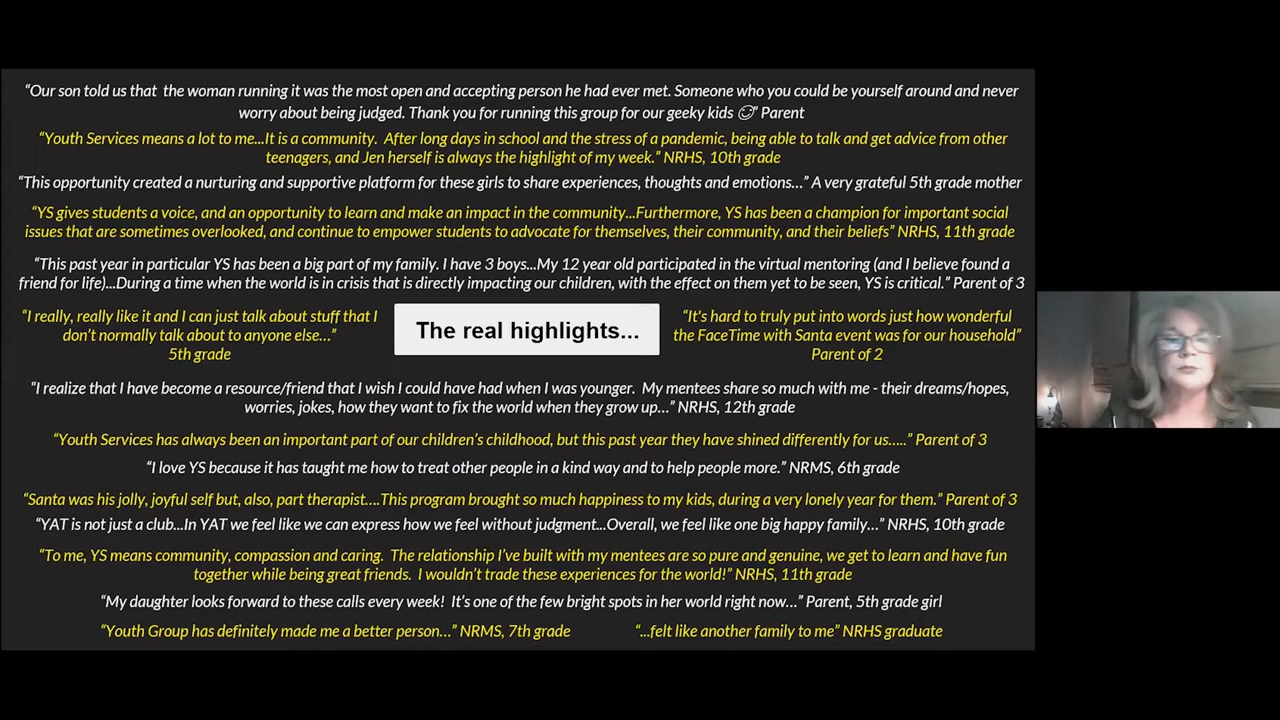 “Our son told us that the woman running it was the most open and accepting person he had ever met. Someone who you could be yourself around and never
worry about being judged. Thank you for running this group for our geeky kids 😊” Parent
“Youth Services means a lot to me...It is a community. After long days in school and the stress of a pandemic, being able to talk and get advice from other
teenagers, and Jen herself is always the highlight of my week.” NRHS, 10th grade
“This opportunity created a nurturing and supportive platform for these girls to share experiences, thoughts and emotions...” A very grateful 5th grade mother
“YS gives students a voice, and an opportunity to learn and make an impact in the community...Furthermore, YS has been a champion for important social
issues that are sometimes overlooked, and continue to empower students to advocate for themselves, their community, and their beliefs” NRHS, 11th grade
“This past year in particular YS has been a big part of my family. I have 3 boys...My 12 year old participated in the virtual mentoring (and I believe found a
friend for life)...During a time when the world is in crisis that is directly impacting our children, with the effect on them yet to be seen, YS is critical.” Parent of 3
“I really, really like it and I can just talk about stuff that I
don’t normally talk about to anyone else...”
5th grade
The real highlights...
“It's hard to truly put into words just how wonderful
the FaceTime with Santa event was for our household”
Parent of 2
“I realize that I have become a resource/friend that I wish I could have had when I was younger. My mentees share so much with me - their dreams/hopes,
worries, jokes, how they want to fix the world when they grow up...” NRHS, 12th grade
“Youth Services has always been an important part of our children’s childhood, but this past year they have shined differently for us.....” Parent of 3
“I love YS because it has taught me how to treat other people in a kind way and to help people more.” NRMS, 6th grade
“Santa was his jolly, joyful self but, also, part therapist....This program brought so much happiness to my kids, during a very lonely year for them.” Parent of 3
“YAT is not just a club...In YAT we feel like we can express how we feel without judgment...Overall, we feel like one big happy family...” NRHS, 10th grade
“To me, YS means community, compassion and caring. The relationship I’ve built with my mentees are so pure and genuine, we get to learn and have fun
together while being great friends. I wouldn’t trade these experiences for the world!” NRHS, 11th grade
“My daughter looks forward to these calls every week! It’s one of the few bright spots in her world right now...” Parent, 5th grade girl
“Youth Group has definitely made me a better person...” NRMS, 7th grade
“...felt like another family to me” NRHS graduate